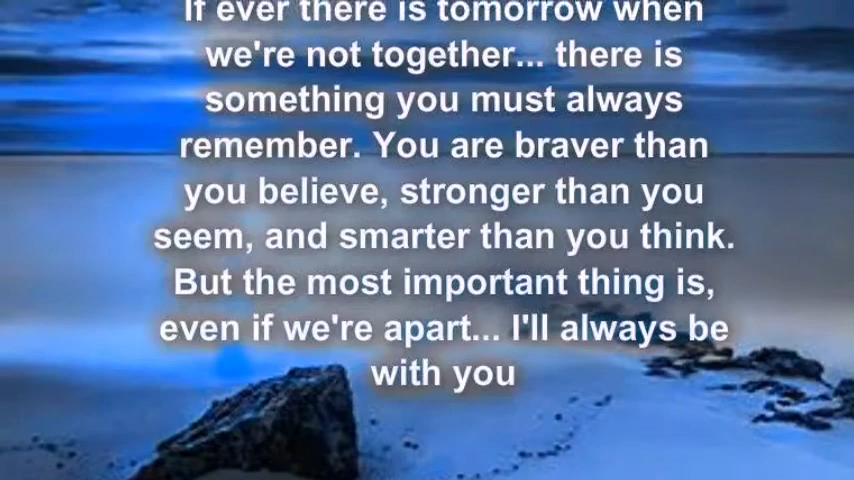 If ever there is tomorrow when
we're not together... there is
something you must always
remember. You are braver than
you believe, stronger than you
seem, and smarter than you think.
But the most important thing is,
even if we're apart... I'll always be
with you